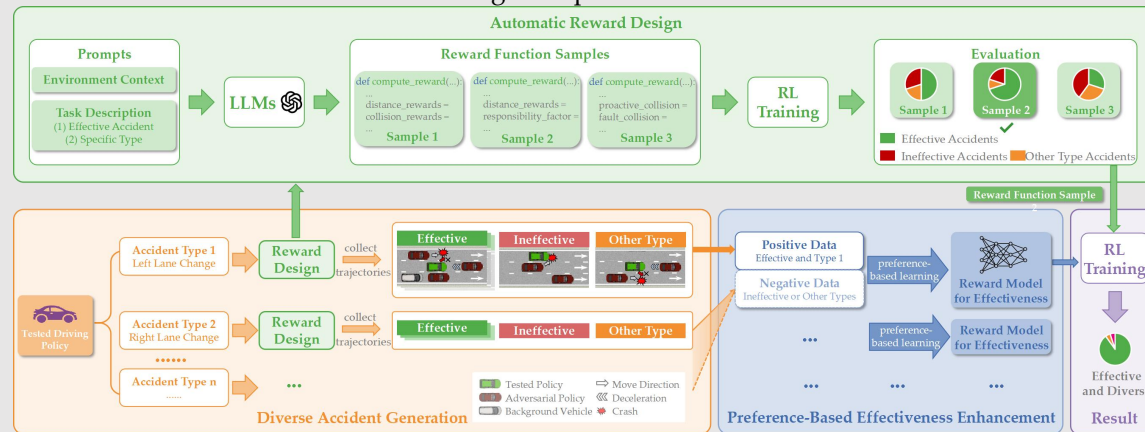 Automatic Reward Design
Prompts
Environment Context
Task Description
(1) Effective Accident
(2) Specific Type
LLMs
Reward Function Samples
def compute_reward(...):
...
distance_rewards =
collision_rewards =
...
Sample 1
def compute_reward(...):
...
distance_rewards =
responsibility_factor =
...
Sample 2
def compute_reward(...):
...
proactive_collision =
fault_collision =
...
Sample 3
RL
Training
Evaluation
Sample 1
Sample 2
Sample 3
Effective Accidents
Ineffective Accidents
Other Type Accidents
Reward Function Sample
Tested Driving
Policy
Accident Type 1
Left Lane Change
Reward
Design
collect
trajectories
Effective
Ineffective
Other Type
Accident Type 2
Right Lane Change
Reward
Design
collect
trajectories
Effective
Ineffective
Other Type
......
Accident Type n
......
...
Tested Policy
Adversarial Policy
Background Vehicle
Move Direction
Deceleration
Crash
Diverse Accident Generation
Positive Data
Effective and Type 1
Negative Data
Ineffective or Other Types
preference-
based learning
Reward Model
for Effectiveness
...
preference-
based learning
Reward Model
for Effectiveness
...
...
...
Preference-Based Effectiveness Enhancement
RL
Training
Effective
and Divers
Result